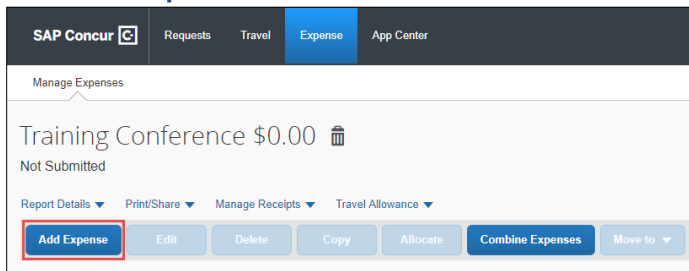 SAP Concur C Requests Travel Expense App Center
Manage Expenses
Training Conference $0.00
Not Submitted
Report Details Print/Share Manage Receipts Travel Allowance
Add Expense Edit Delete Copy Allocate Combine Expenses Move to